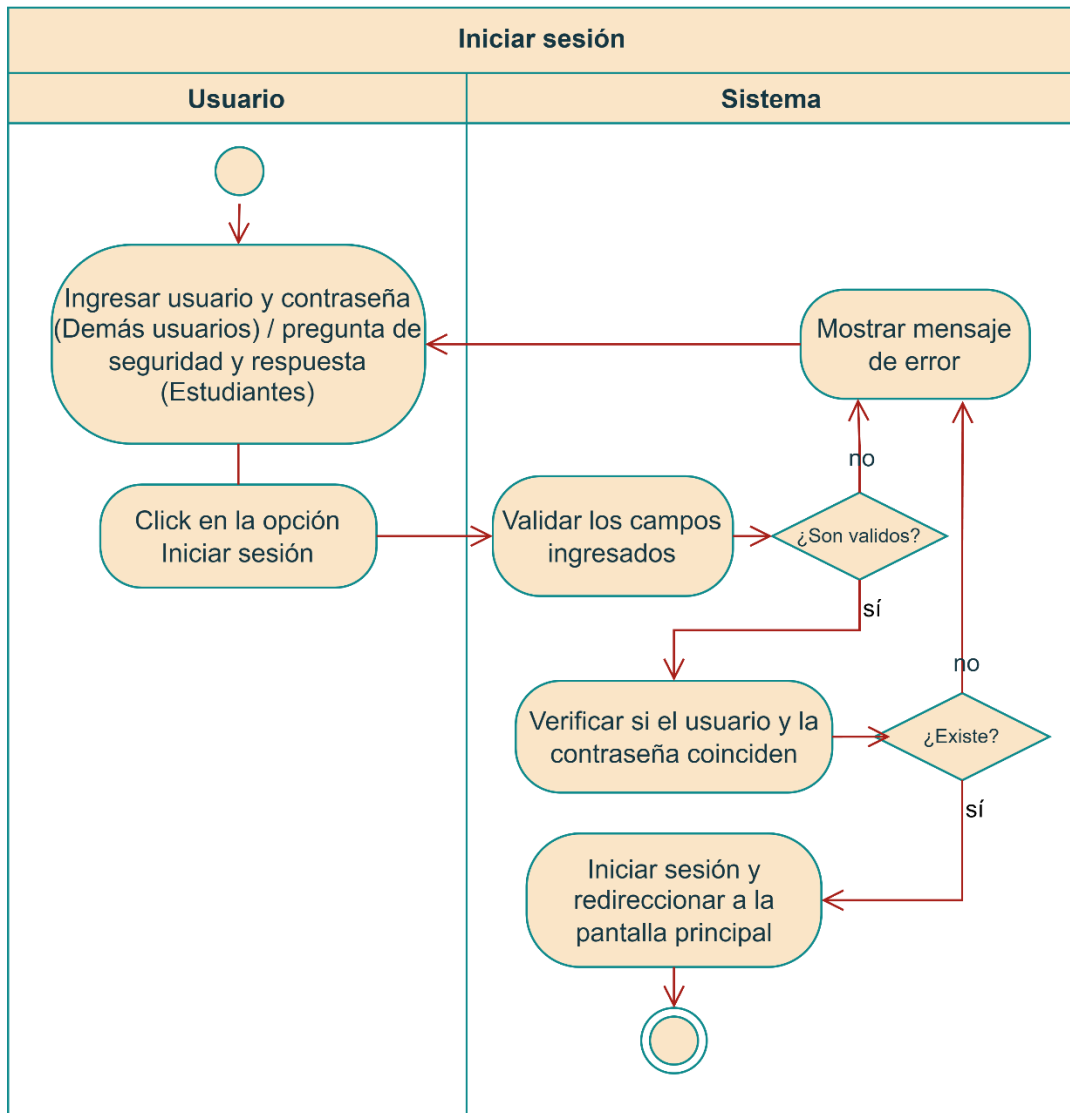 Iniciar sesión
Usuario
Sistema
Ingresar usuario y contraseña
(Demás usuarios) / pregunta de
seguridad y respuesta
(Estudiantes)
Mostrar mensaje
de error
no
Click en la opción
Iniciar sesión
Validar los campos
ingresados
¿Son validos?
sí
no
Verificar si el usuario y la
contraseña coinciden
¿Existe?
sí
Iniciar sesión y
redireccionar a la
pantalla principal